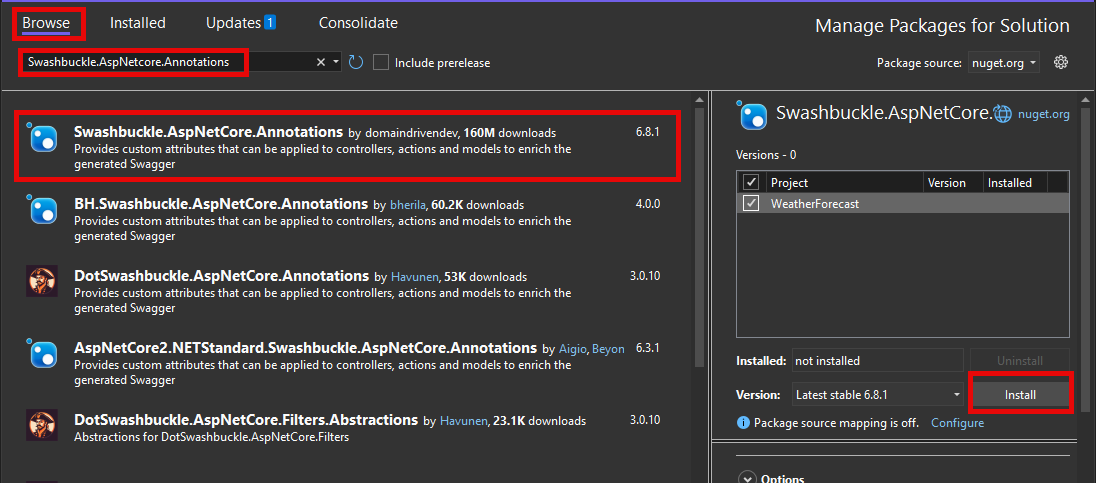 Browse Installed Updates 1 Consolidate Manage Packages for Solution
Swashbuckle.AspNetcore.Annotations Include prerelease Package source: nuget.org
Swashbuckle.AspNetCore.Annotations by domaindrivendev, 160M downloads 6.8.1
Provides custom attributes that can be applied to controllers, actions and models to enrich the
generated Swagger
BH.Swashbuckle.AspNetCore.Annotations by bherila, 60.2K downloads 4.0.0
Provides custom attributes that can be applied to controllers, actions and models to enrich the
generated Swagger
DotSwashbuckle.AspNetCore.Annotations by Havunen, 53K downloads 3.0.10
Provides custom attributes that can be applied to controllers, actions and models to enrich the
generated Swagger
AspNetCore2.NETStandard.Swashbuckle.AspNetCore.Annotations by Aigio, Beyon 6.3.1
Provides custom attributes that can be applied to controllers, actions and models to enrich the
generated Swagger
DotSwashbuckle.AspNetCore.Filters.Abstractions by Havunen, 23.1K downloads 3.0.10
Abstractions for DotSwashbuckle.AspNetCore.Filters
Swashbuckle.AspNetCore. nuget.org
Versions - 0
Project Version Installed
WeatherForecast
Installed: not installed Uninstall
Version: Latest stable 6.8.1 Install
Package source mapping is off. Configure
Options